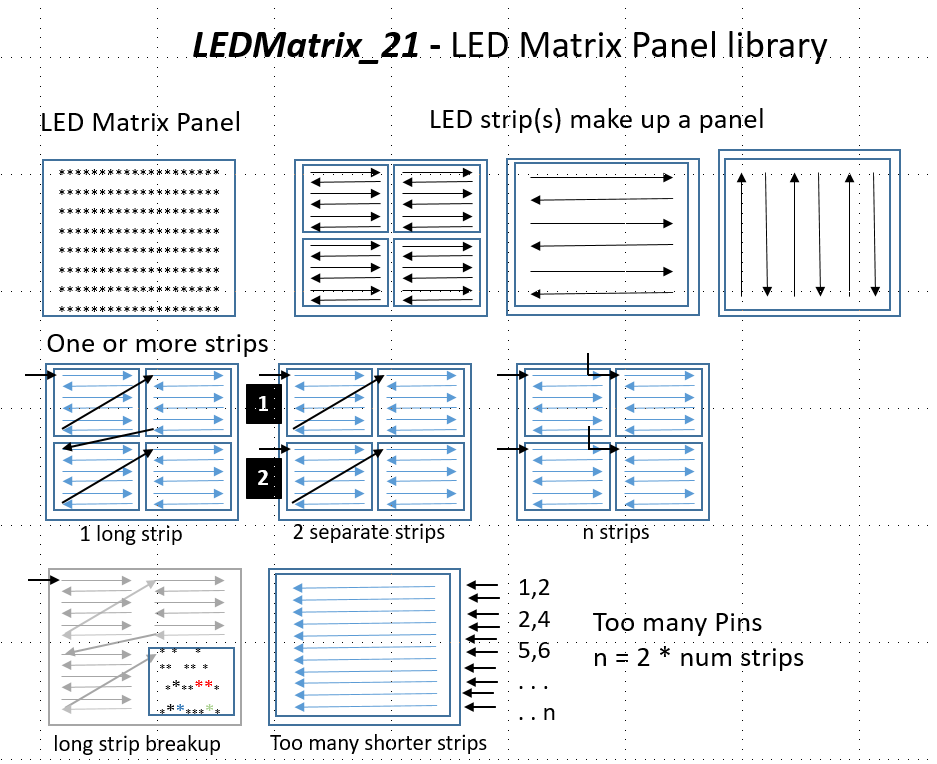 LEDMatrix_21 - LED Matrix Panel library
LED Matrix Panel
LED strip(s) make up a panel
One or more strips
1
2
1 long strip
2 separate strips
n strips
1,2
2,4
5,6
. . .
. . n
Too many Pins
n = 2 * num strips
long strip breakup
Too many shorter strips